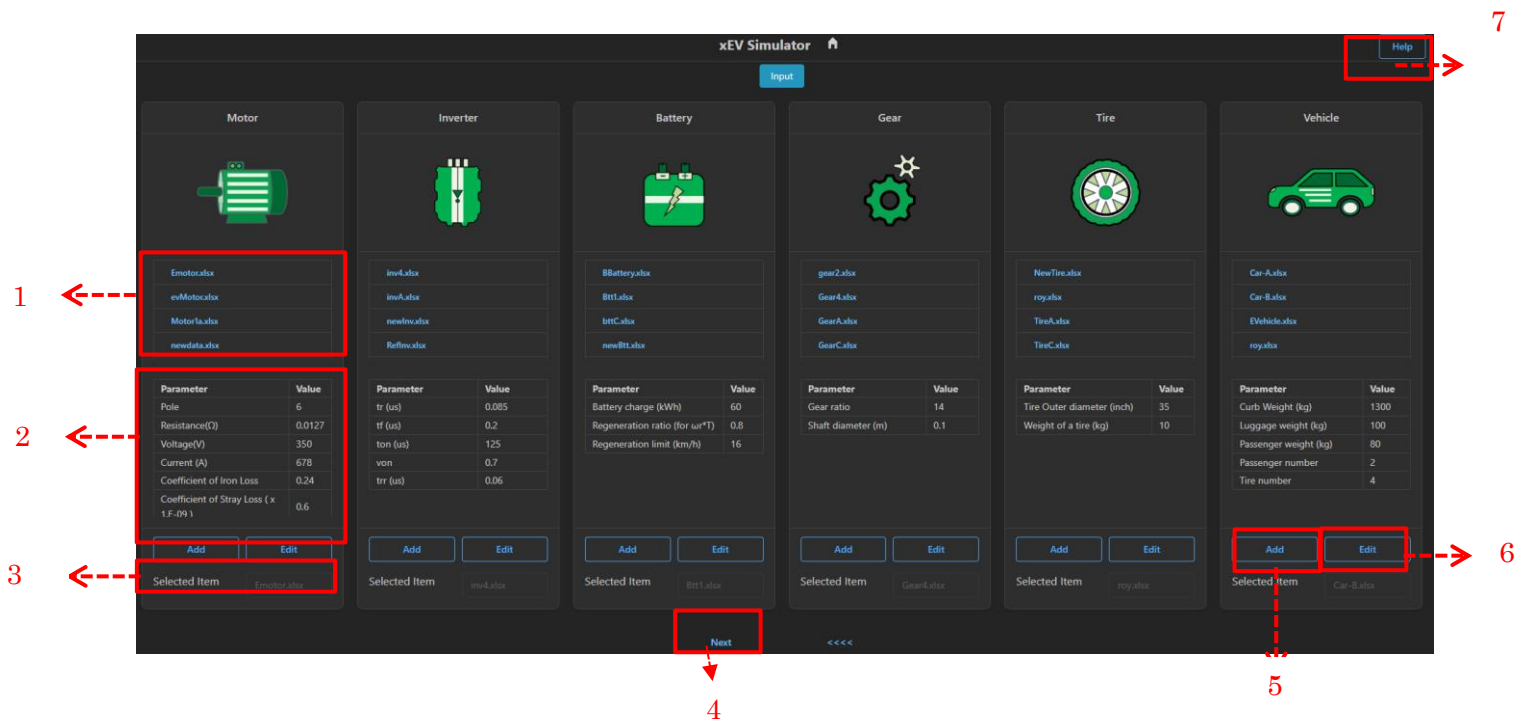 7
xEV Simulator
Help
Input
Motor
Inverter
Battery
Gear
Tire
Vehicle
1
Emotor.xlsx
evMotor.xlsx
Motor1a.xlsx
newdata.xlsx
inv4.xlsx
invA.xlsx
newInv.xlsx
RefInv.xlsx
BBattery.xlsx
Btt1.xlsx
bttC.xlsx
newBtt.xlsx
gear2.xlsx
Gear4.xlsx
GearA.xlsx
GearC.xlsx
NewTire.xlsx
roy.xlsx
TireA.xlsx
TireC.xlsx
Car-A.xlsx
Car-B.xlsx
EVehicle.xlsx
roy.xlsx
2
Parameter Value
Pole 6
Resistance(Ω) 0.0127
Voltage(V) 350
Current (A) 678
Coefficient of Iron Loss 0.24
Coefficient of Stray Loss ( x
1.E-09 ) 0.6
Parameter Value
tr (us) 0.085
tf (us) 0.2
ton (us) 125
von 0.7
trr (us) 0.06
Parameter Value
Battery charge (kWh) 60
Regeneration ratio (for ωr*T) 0.8
Regeneration limit (km/h) 16
Parameter Value
Gear ratio 14
Shaft diameter (m) 0.1
Parameter Value
Tire Outer diameter (inch) 35
Weight of a tire (kg) 10
Parameter Value
Curb Weight (kg) 1300
Luggage weight (kg) 100
Passenger weight (kg) 80
Passenger number 2
Tire number 4
Add Edit
Add Edit
Add Edit
Add Edit
Add Edit
Add Edit
6
3
Selected Item Emotor.xlsx
Selected Item inv4.xlsx
Selected Item Btt1.xlsx
Selected Item Gear4.xlsx
Selected Item roy.xlsx
Selected Item Car-B.xlsx
Next
<<<<
5
4